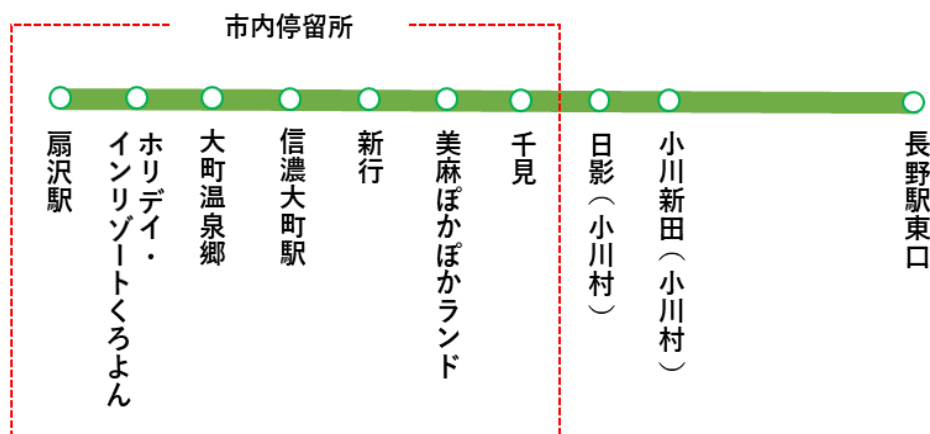 市内停留所
扇沢駅
ホリデイ・
インリゾートくろよん
大町温泉郷
信濃大町駅
新行
美麻ぽかぽかランド
千見
日影（小川村）
小川新田（小川村）
長野駅東口